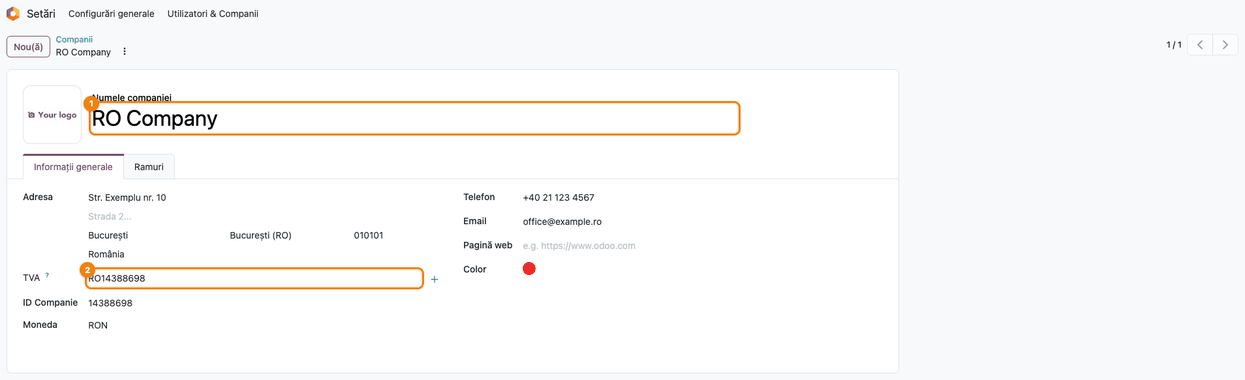 Setări Configurări generale Utilizatori & Companii
Nou(ă) Companii
RO Company
1 / 1
Your logo
1 Numele companiei
RO Company
Informații generale Ramuri
Adresa Str. Exemplu nr. 10
Strada 2...
București București (RO) 010101
România
TVA ? 2 RO14388698 +
ID Companie 14388698
Moneda RON
Telefon +40 21 123 4567
Email office@example.ro
Pagină web e.g. https://www.odoo.com
Color